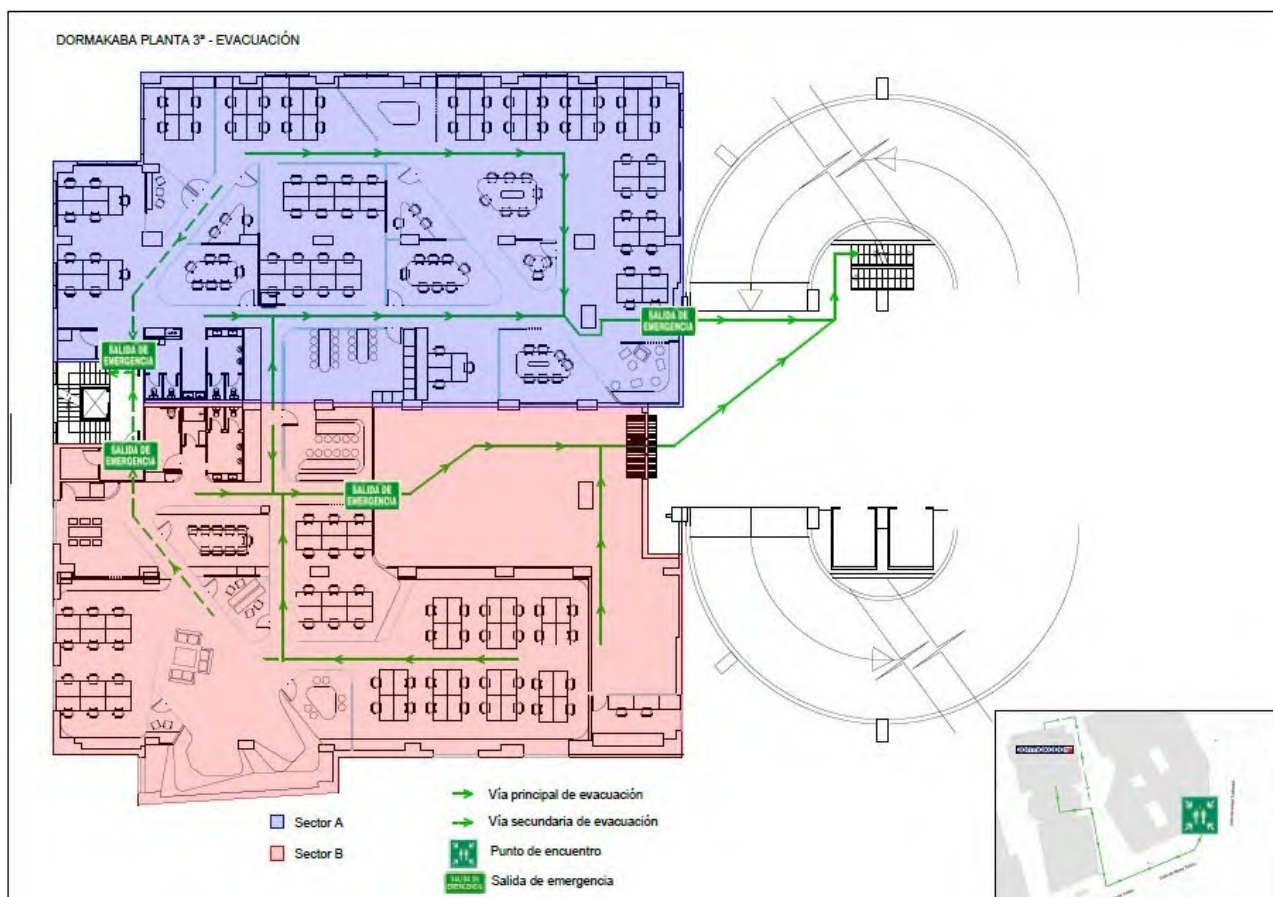 DORMAKABA PLANTA 3ª - EVACUACIÓN
SALIDA DE
EMERGENCIA
SALIDA DE
EMERGENCIA
SALIDA DE
EMERGENCIA
SALIDA DE
EMERGENCIA
dormakaba
Vía principal de evacuación
Sector A
Vía secundaria de evacuación
Sector B
Punto de encuentro
SALIDA DE
EMERGENCIA
Salida de emergencia